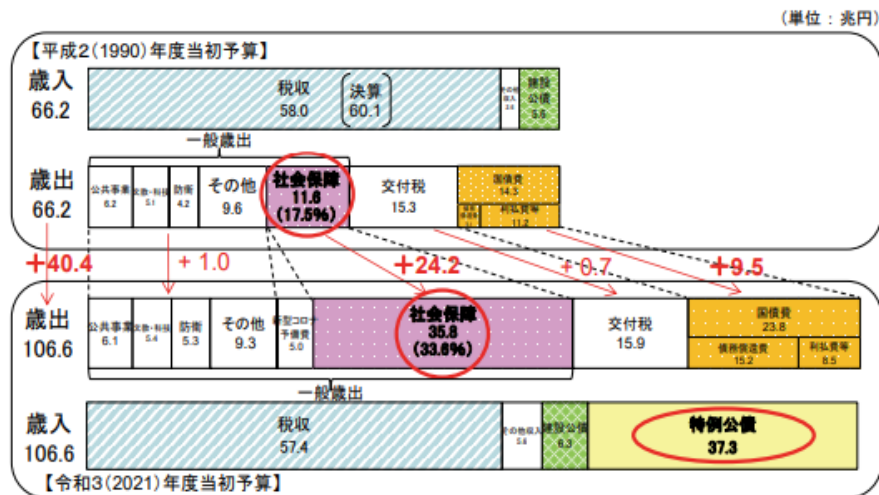 (単位:兆円)
【平成2(1990)年度当初予算】
歳入
66.2
税収
58.0
決算
60.1
その他
収入
2.6
建設
公債
5.6
一般歳出
歳出
66.2
公共事業
6.2
文教・科技
5.1
防衛
4.2
その他
9.6
社会保障
11.6
(17.5%)
交付税
15.3
国債費
14.3
利払費等
11.2
+40.4
+1.0
+24.2
+0.7
+9.5
歳出
106.6
公共事業
6.1
文教・科技
5.4
防衛
5.3
その他
9.3
新型コロナ
予備費
5.0
社会保障
35.8
(33.6%)
交付税
15.9
国債費
23.8
債務償還費
15.2
利払費等
8.5
一般歳出
歳入
106.6
税収
57.4
その他収入
5.6
建設公債
6.3
特例公債
37.3
【令和3(2021)年度当初予算】